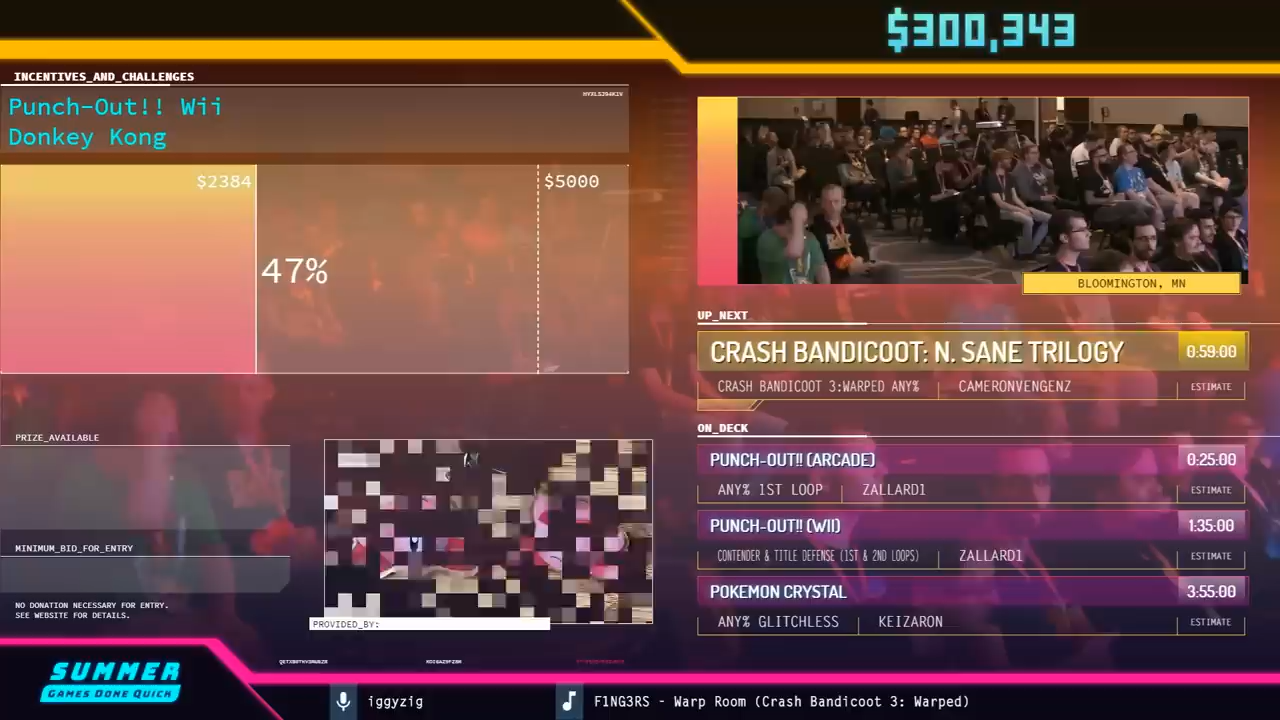 $300,343
INCENTIVES_AND_CHALLENGES
Punch-Out!! Wii
Donkey Kong
$2384
$5000
47%
BLOOMINGTON, MN
UP_NEXT
CRASH BANDICOOT: N. SANE TRILOGY
0:59:00
CRASH BANDICOOT 3:WARPED ANY%
CAMERONVENGENZ
ESTIMATE
ON_DECK
PUNCH-OUT!! (ARCADE)
0:25:00
ANY% 1ST LOOP
ZALLARD1
ESTIMATE
PUNCH-OUT!! (WII)
1:35:00
CONTENDER & TITLE DEFENSE (1ST & 2ND LOOPS)
ZALLARD1
ESTIMATE
POKEMON CRYSTAL
3:55:00
ANY% GLITCHLESS
KEIZARON
ESTIMATE
PRIZE_AVAILABLE
MINIMUM_BID_FOR_ENTRY
NO DONATION NECESSARY FOR ENTRY.
SEE WEBSITE FOR DETAILS.
PROVIDED_BY:
SUMMER
GAMES DONE QUICK
iggyzig
F1NG3RS - Warp Room (Crash Bandicoot 3: Warped)